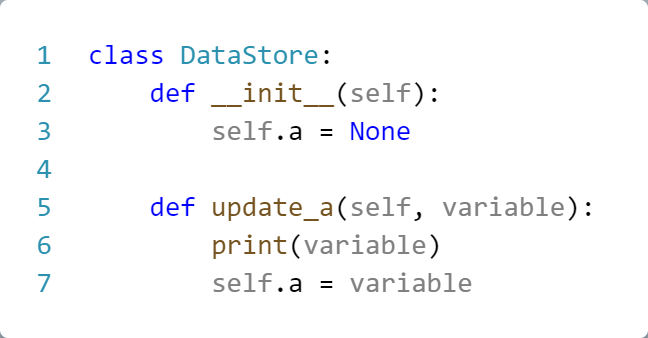 1 class DataStore:
2     def __init__(self):
3         self.a = None
4
5     def update_a(self, variable):
6         print(variable)
7         self.a = variable